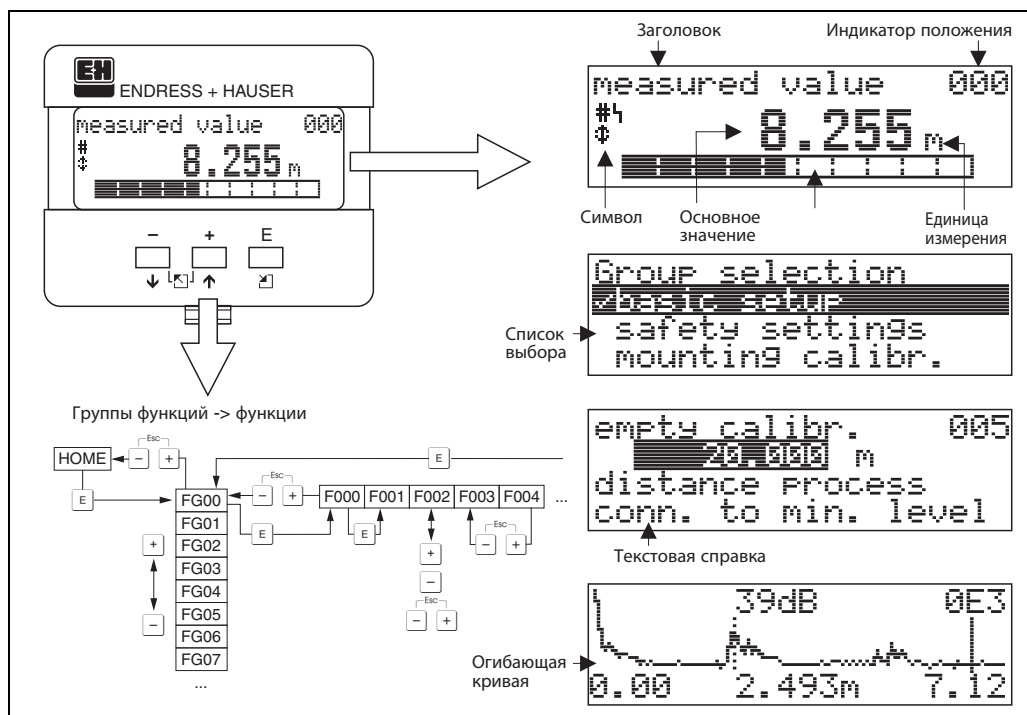 E+H
ENDRESS + HAUSER
measured value 000
#
8.255 m
– + E
Группы функций -> функции
HOME
Esc
– +
E
E
Esc
– +
FG00
FG01
FG02
FG03
FG04
FG05
FG06
FG07
...
+
–
E
F000 F001 F002 F003 F004 ...
E
+
–
Esc
– +
Esc
– +
Заголовок
Индикатор положения
measured value 000
#
8.255 m
Символ
Основное
значение
Единица
измерения
Group selection
basic setup
safety settings
mounting calibr.
Список
выбора
empty calibr. 005
20.000 m
distance process
conn. to min. level
Текстовая справка
39dB 0E3
Огибающая
кривая
0.00 2.493m 7.12